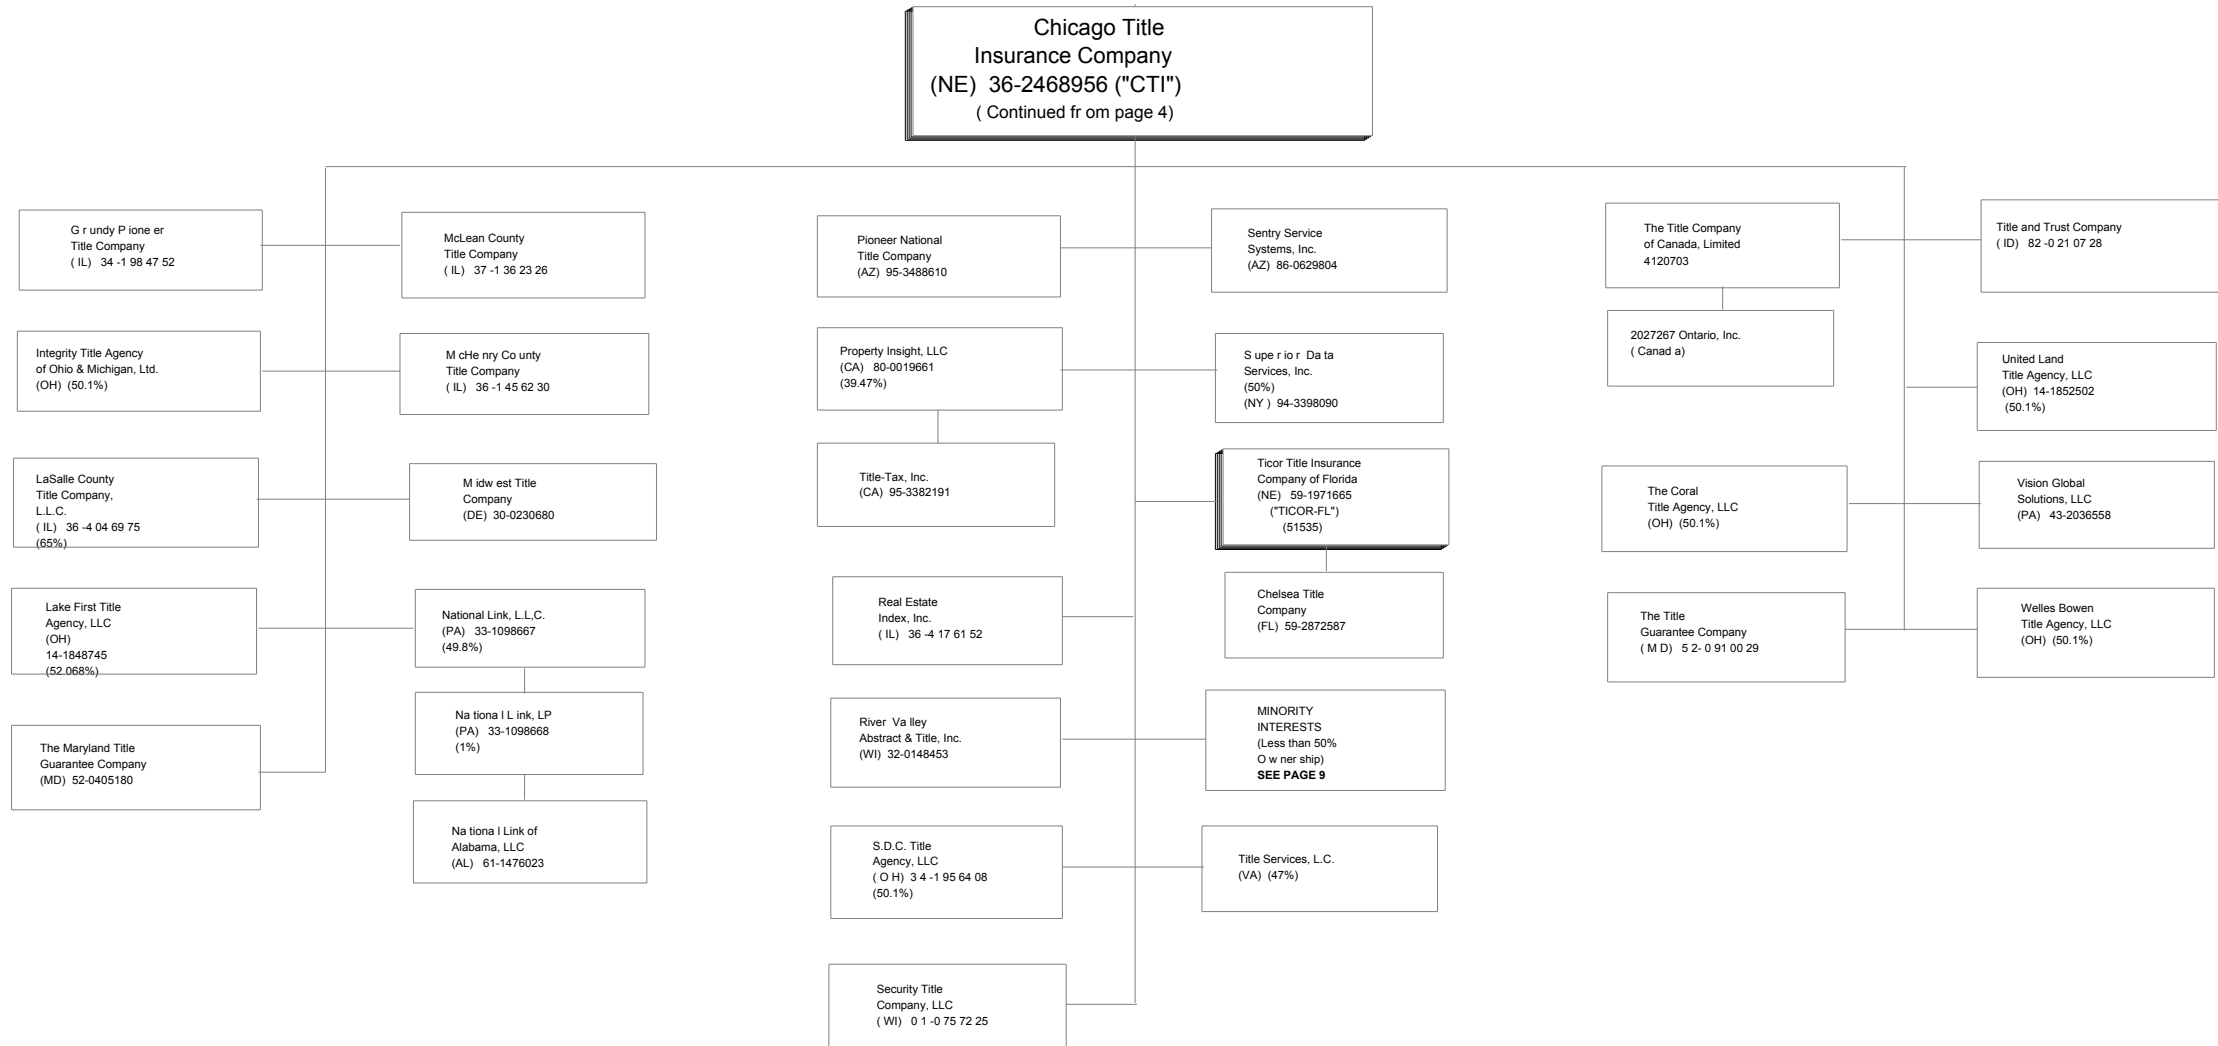 Chicago Title
Insurance Company
(NE) 36-2468956 ("CTI")
( Continued fr om page 4)
G r undy P ione er
Title Company
( IL) 34 -1 98 47 52
McLean County
Title Company
( IL) 37 -1 36 23 26
Integrity Title Agency
of Ohio & Michigan, Ltd.
(OH) (50.1%)
M cHe nry Co unty
Title Company
( IL) 36 -1 45 62 30
LaSalle County
Title Company,
L.L.C.
( IL) 36 -4 04 69 75
(65%)
M idw est Title
Company
(DE) 30-0230680
Lake First Title
Agency, LLC
(OH)
14-1848745
(52.068%)
National Link, L.L,C.
(PA) 33-1098667
(49.8%)
Na tiona l L ink, LP
(PA) 33-1098668
(1%)
The Maryland Title
Guarantee Company
(MD) 52-0405180
Na tiona l Link of
Alabama, LLC
(AL) 61-1476023
Pioneer National
Title Company
(AZ) 95-3488610
Sentry Service
Systems, Inc.
(AZ) 86-0629804
Property Insight, LLC
(CA) 80-0019661
(39.47%)
S upe r io r Da ta
Services, Inc.
(50%)
(NY ) 94-3398090
Title-Tax, Inc.
(CA) 95-3382191
Ticor Title Insurance
Company of Florida
(NE) 59-1971665
("TICOR-FL")
(51535)
Real Estate
Index, Inc.
( IL) 36 -4 17 61 52
Chelsea Title
Company
(FL) 59-2872587
River Va lley
Abstract & Title, Inc.
(WI) 32-0148453
MINORITY
INTERESTS
(Less than 50%
O w ner ship)
SEE PAGE 9
S.D.C. Title
Agency, LLC
( O H) 3 4 -1 95 64 08
(50.1%)
Title Services, L.C.
(VA) (47%)
Security Title
Company, LLC
( WI) 0 1 -0 75 72 25
The Title Company
of Canada, Limited
4120703
Title and Trust Company
( ID) 82 -0 21 07 28
2027267 Ontario, Inc.
( Canad a)
United Land
Title Agency, LLC
(OH) 14-1852502
(50.1%)
The Coral
Title Agency, LLC
(OH) (50.1%)
Vision Global
Solutions, LLC
(PA) 43-2036558
The Title
Guarantee Company
( M D) 5 2- 0 91 00 29
Welles Bowen
Title Agency, LLC
(OH) (50.1%)